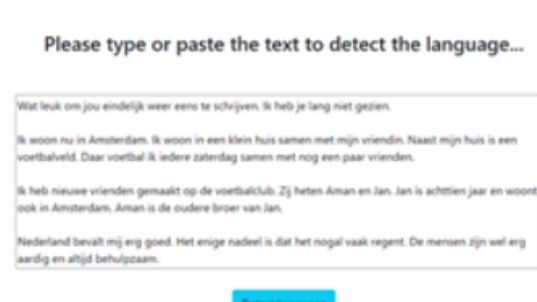 Please type or paste the text to detect the language...
Wat leuk om jou eindelijk weer eens te schrijven. Ik heb je lang niet gezien.
Ik woon nu in Amsterdam. Ik woon in een klein huis samen met mijn vriendin. Naast mijn huis is een
voetbalveld. Daar voetbal ik iedere zaterdag samen met nog een paar vrienden.
Ik heb nieuwe vrienden gemaakt op de voetbalclub. Zij heten Aman en Jan. Jan is achttien jaar en woont
ook in Amsterdam. Aman is de oudere broer van Jan.
Nederland bevalt mij erg goed. Het enige nadeel is dat het nogal vaak regent. De mensen zijn wel erg
aardig en altijd behulpzaam.